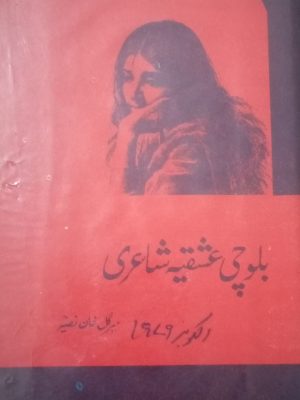 بلوچی عشقیہ شاعری
اکتوبر ۱۹۷۹ میر گل خان نصیر